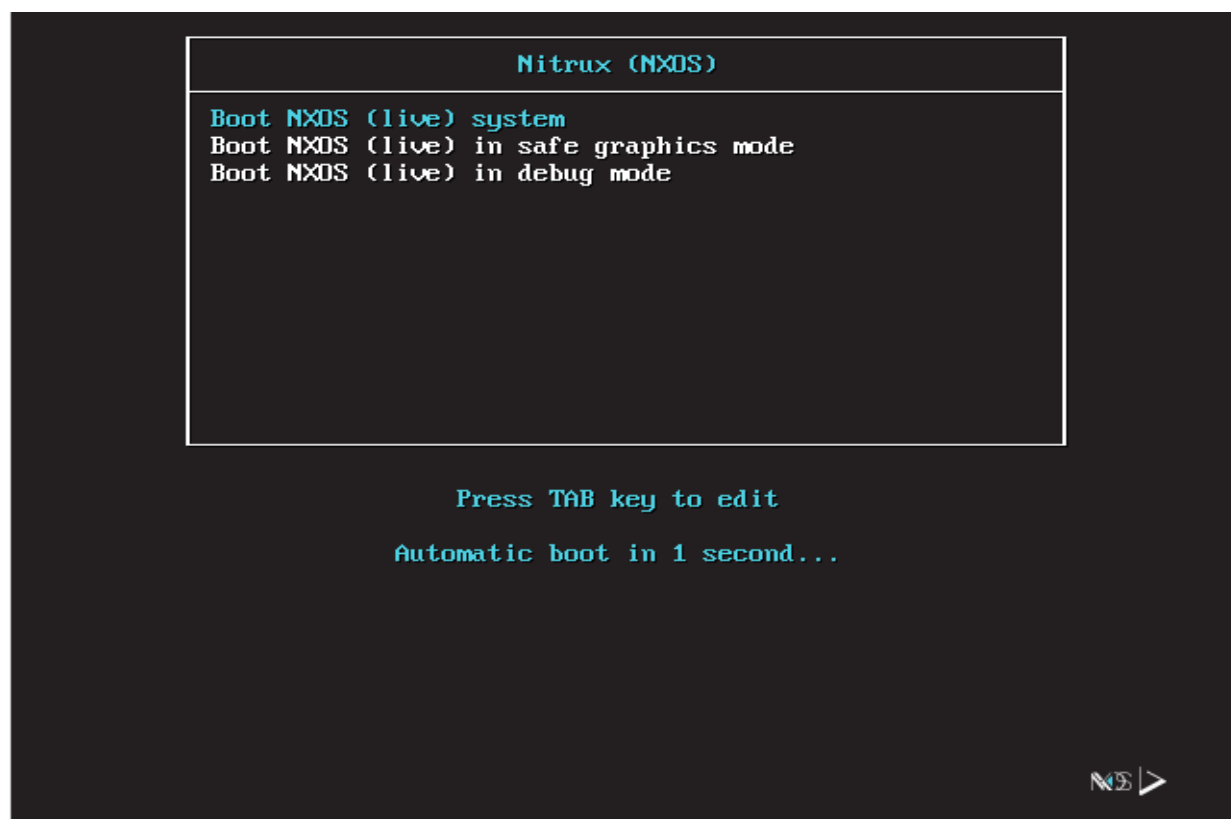 Nitrux (NXOS)
Boot NXOS (live) system
Boot NXOS (live) in safe graphics mode
Boot NXOS (live) in debug mode
Press TAB key to edit
Automatic boot in 1 second...